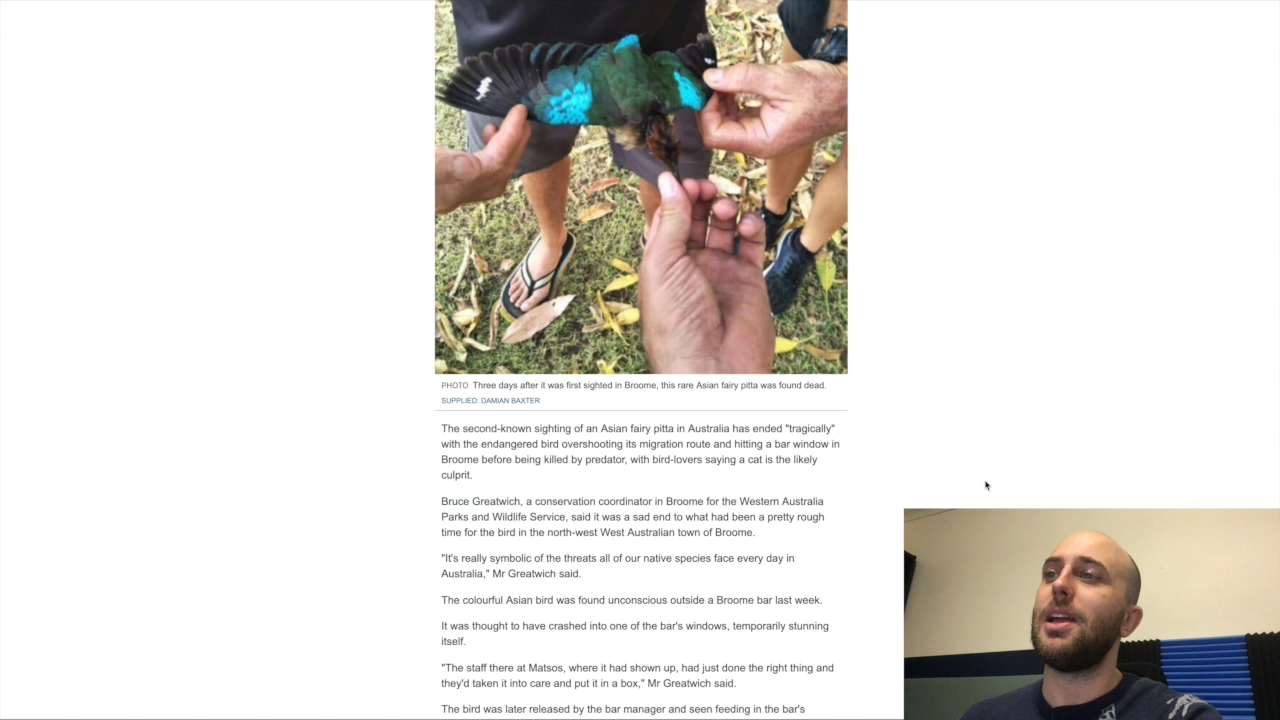 PHOTO Three days after it was first sighted in Broome, this rare Asian fairy pitta was found dead.
SUPPLIED: DAMIAN BAXTER
The second-known sighting of an Asian fairy pitta in Australia has ended "tragically"
with the endangered bird overshooting its migration route and hitting a bar window in
Broome before being killed by predator, with bird-lovers saying a cat is the likely
culprit.
Bruce Greatwich, a conservation coordinator in Broome for the Western Australia
Parks and Wildlife Service, said it was a sad end to what had been a pretty rough
time for the bird in the north-west West Australian town of Broome.
"It's really symbolic of the threats all of our native species face every day in
Australia," Mr Greatwich said.
The colourful Asian bird was found unconscious outside a Broome bar last week.
It was thought to have crashed into one of the bar's windows, temporarily stunning
itself.
"The staff there at Matsos, where it had shown up, had just done the right thing and
they'd taken it into care and put it in a box," Mr Greatwich said.
The bird was later released by the bar manager and seen feeding in the bar's